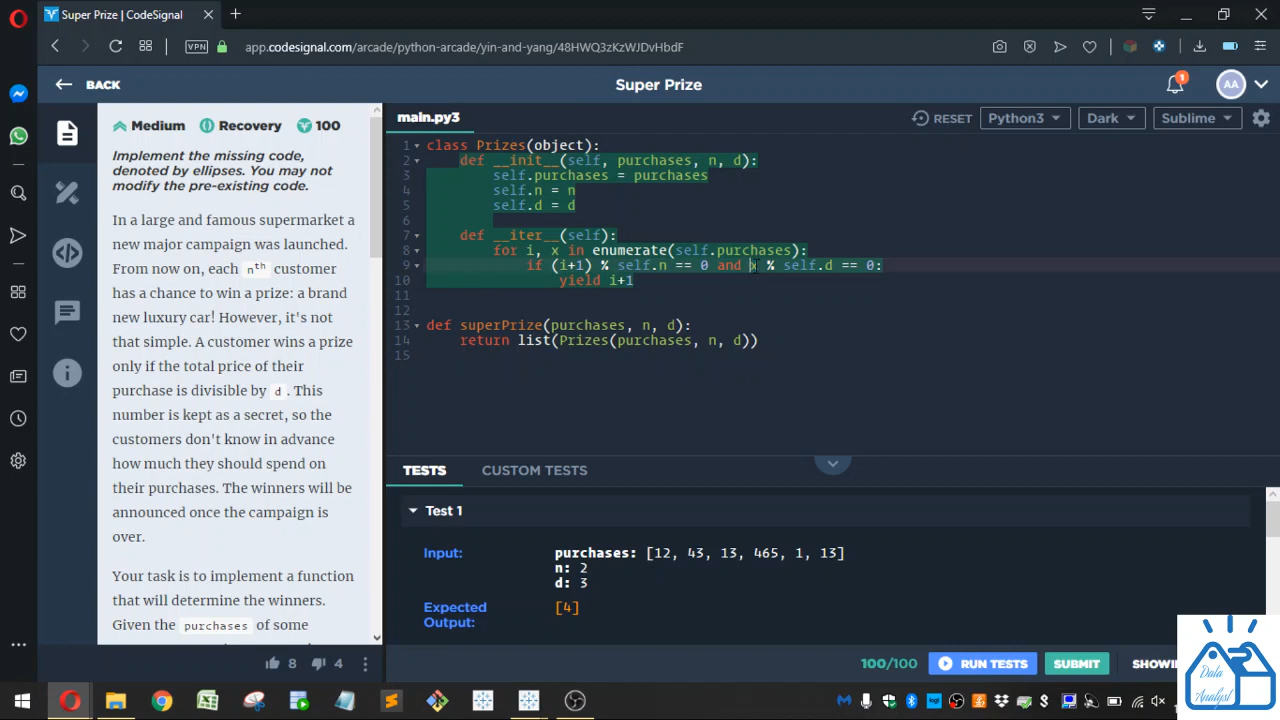 Super Prize | CodeSignal
VPN
app.codesignal.com/arcade/python-arcade/yin-and-yang/48HWQ3zKzWJDvHbdF
BACK
Super Prize
1
AA
Medium
Recovery
100
Implement the missing code,
denoted by ellipses. You may not
modify the pre-existing code.
In a large and famous supermarket a
new major campaign was launched.
From now on, each nth customer
has a chance to win a prize: a brand
new luxury car! However, it's not
that simple. A customer wins a prize
only if the total price of their
purchase is divisible by d. This
number is kept as a secret, so the
customers don't know in advance
how much they should spend on
their purchases. The winners will be
announced once the campaign is
over.
Your task is to implement a function
that will determine the winners.
Given the purchases of some
8
4
main.py3
RESET
Python3
Dark
Sublime
1 class Prizes(object):
2 def __init__(self, purchases, n, d):
3 self.purchases = purchases
4 self.n = n
5 self.d = d
6
7 def __iter__(self):
8 for i, x in enumerate(self.purchases):
9 if (i+1) % self.n == 0 and x % self.d == 0:
10 yield i+1
11
12
13 def superPrize(purchases, n, d):
14 return list(Prizes(purchases, n, d))
15
TESTS
CUSTOM TESTS
Test 1
Input:
purchases: [12, 43, 13, 465, 1, 13]
n: 2
d: 3
Expected
Output:
[4]
100/100
RUN TESTS
SUBMIT
SHOWI
Data
Analyst